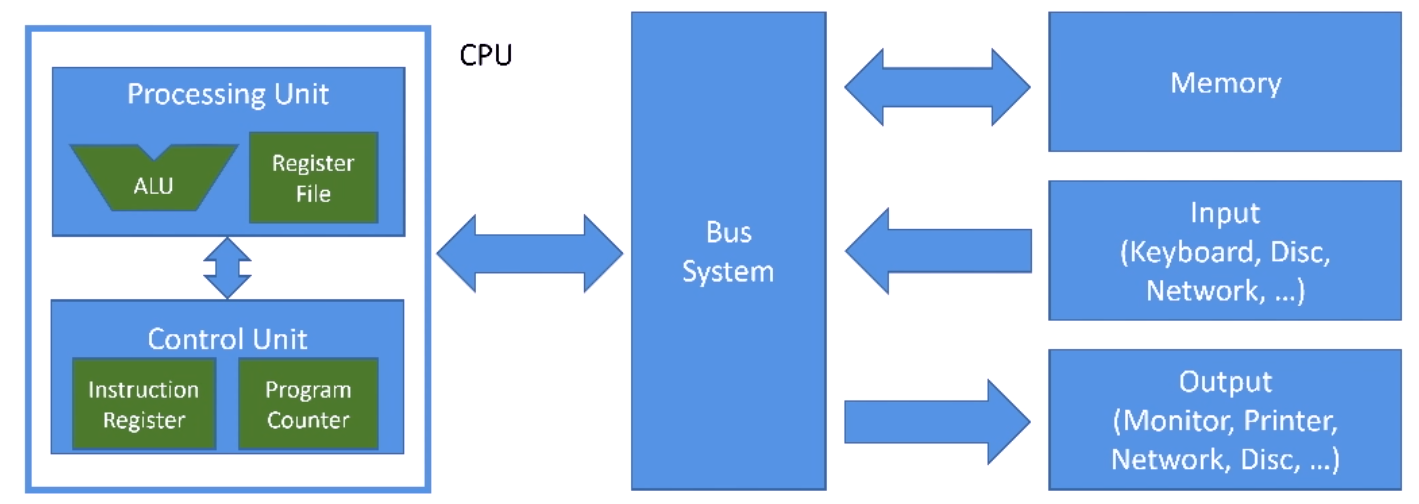 CPU
Processing Unit
ALU
Register
File
Control Unit
Instruction
Register
Program
Counter
Bus
System
Memory
Input
(Keyboard, Disc,
Network, ...)
Output
(Monitor, Printer,
Network, Disc, ...)